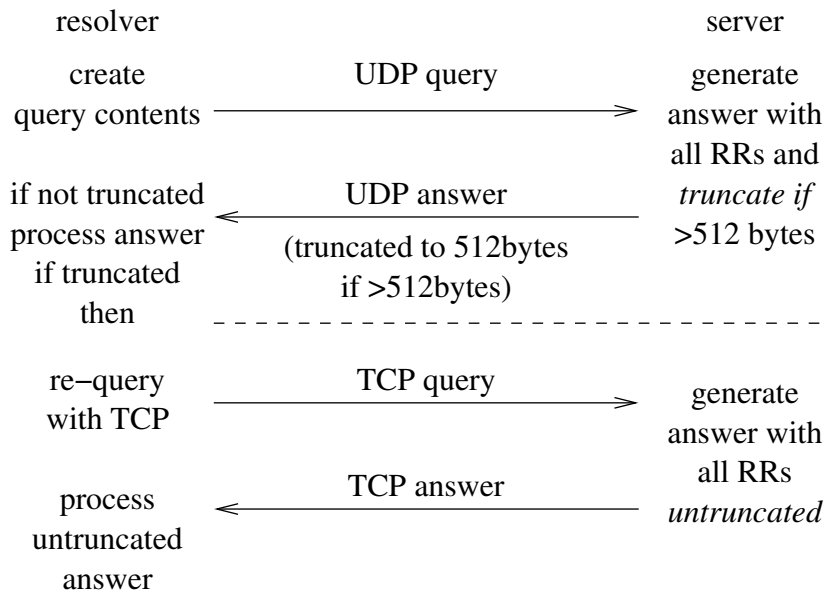 resolver
server
create
query contents
UDP query
generate
answer with
all RRs and
truncate if
>512 bytes
if not truncated
process answer
if truncated
then
UDP answer
(truncated to 512bytes
if >512bytes)
re−query
with TCP
TCP query
generate
answer with
all RRs
untruncated
TCP answer
process
untruncated
answer